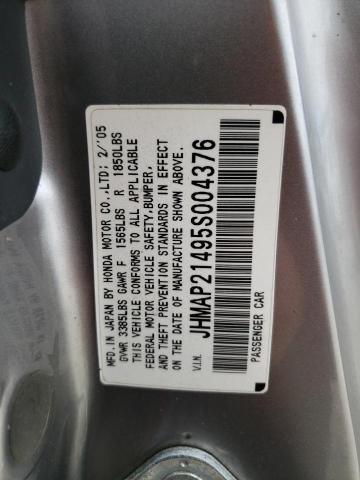 MFD.IN JAPAN BY HONDA MOTOR CO.,LTD; 2/'05
GVWR 3385LBS GAWR F 1565LBS R 1850LBS
THIS VEHICLE CONFORMS TO ALL APPLICABLE
FEDERAL MOTOR VEHICLE SAFETY,BUMPER,
AND THEFT PREVENTION STANDARDS IN EFFECT
ON THE DATE OF MANUFACTURE SHOWN ABOVE.
V.I.N. JHMAP21495S004376
PASSENGER CAR